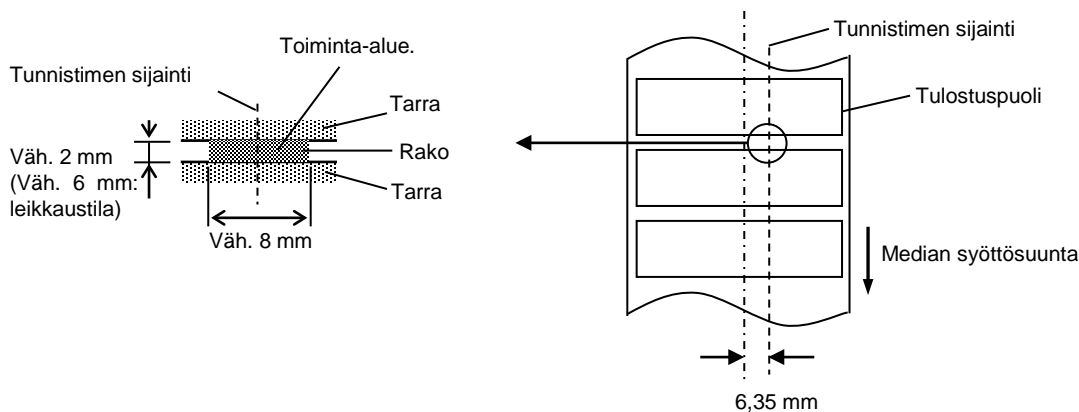 Toiminta-alue.
Tunnistimen sijainti
Tarra
Väh. 2 mm
(Väh. 6 mm:
leikkaustila)
Rako
Tarra
Väh. 8 mm
Tunnistimen sijainti
Tulostuspuoli
Median syöttösuunta
6,35 mm